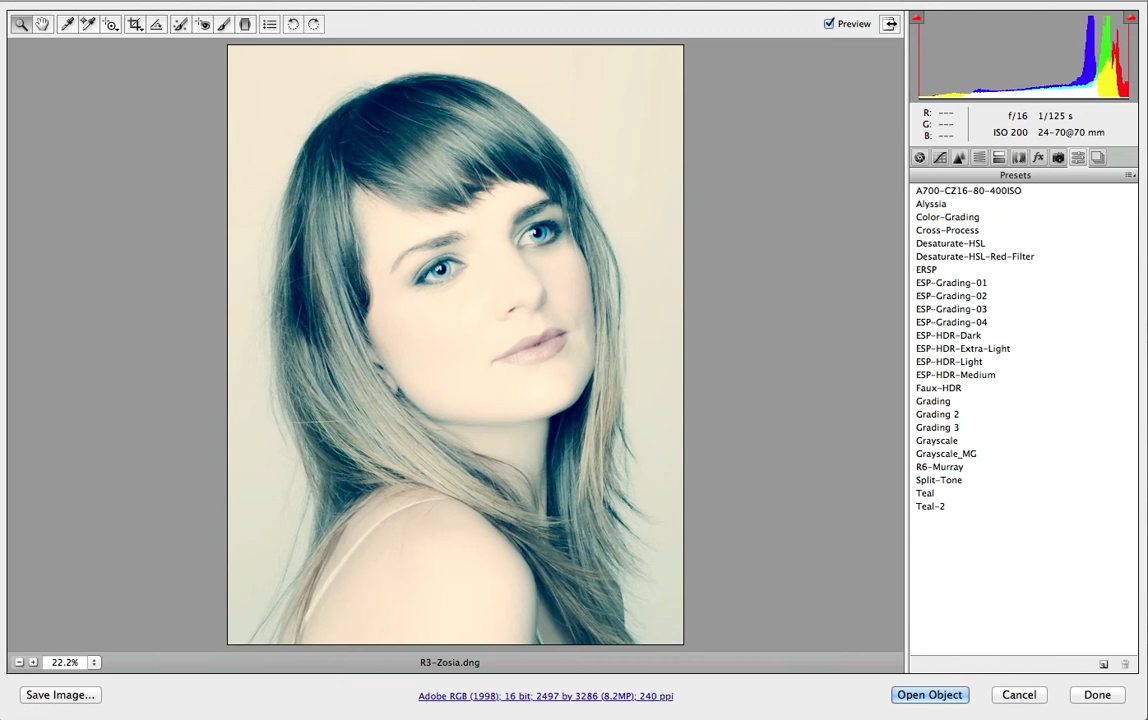 Preview
R: ---
G: ---
B: ---
f/16 1/125 s
ISO 200 24-70@70 mm
fx
Presets
A700-CZ16-80-400ISO
Alyssia
Color-Grading
Cross-Process
Desaturate-HSL
Desaturate-HSL-Red-Filter
ERSP
ESP-Grading-01
ESP-Grading-02
ESP-Grading-03
ESP-Grading-04
ESP-HDR-Dark
ESP-HDR-Extra-Light
ESP-HDR-Light
ESP-HDR-Medium
Faux-HDR
Grading
Grading 2
Grading 3
Grayscale
Grayscale_MG
R6-Murray
Split-Tone
Teal
Teal-2
22.2%
R3-Zosia.dng
Save Image...
Adobe RGB (1998); 16 bit; 2497 by 3286 (8.2MP); 240 ppi
Open Object
Cancel
Done